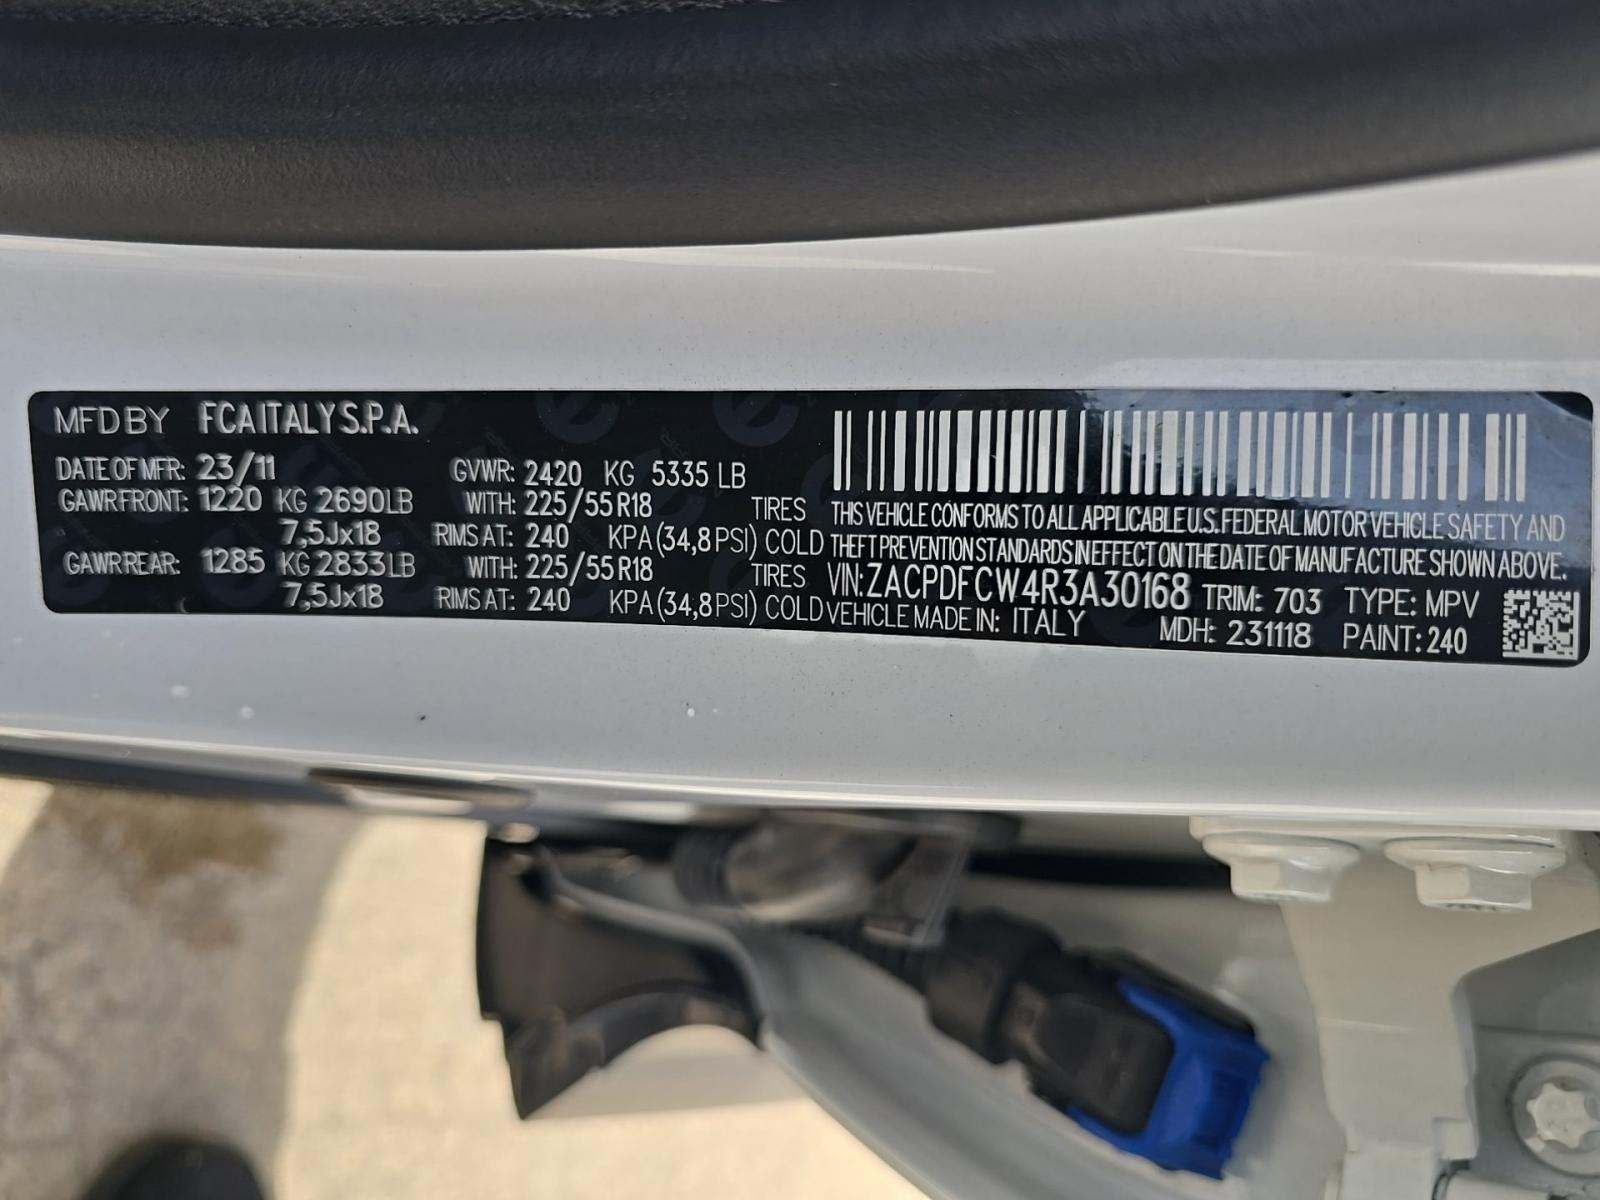 MFD BY FCA ITALY S.P.A.
DATE OF MFR: 23/11 GVWR: 2420 KG 5335 LB
GAWR FRONT: 1220 KG 2690 LB WITH: 225/55 R18 TIRES
7,5Jx18 RIMS AT: 240 KPA (34,8 PSI) COLD
GAWR REAR: 1285 KG 2833 LB WITH: 225/55 R18 TIRES
7,5Jx18 RIMS AT: 240 KPA (34,8 PSI) COLD
THIS VEHICLE CONFORMS TO ALL APPLICABLE U.S. FEDERAL MOTOR VEHICLE SAFETY AND
THEFT PREVENTION STANDARDS IN EFFECT ON THE DATE OF MANUFACTURE SHOWN ABOVE.
VIN: ZACPDFCW4R3A30168 TRIM: 703 TYPE: MPV
VEHICLE MADE IN: ITALY MDH: 231118 PAINT: 240